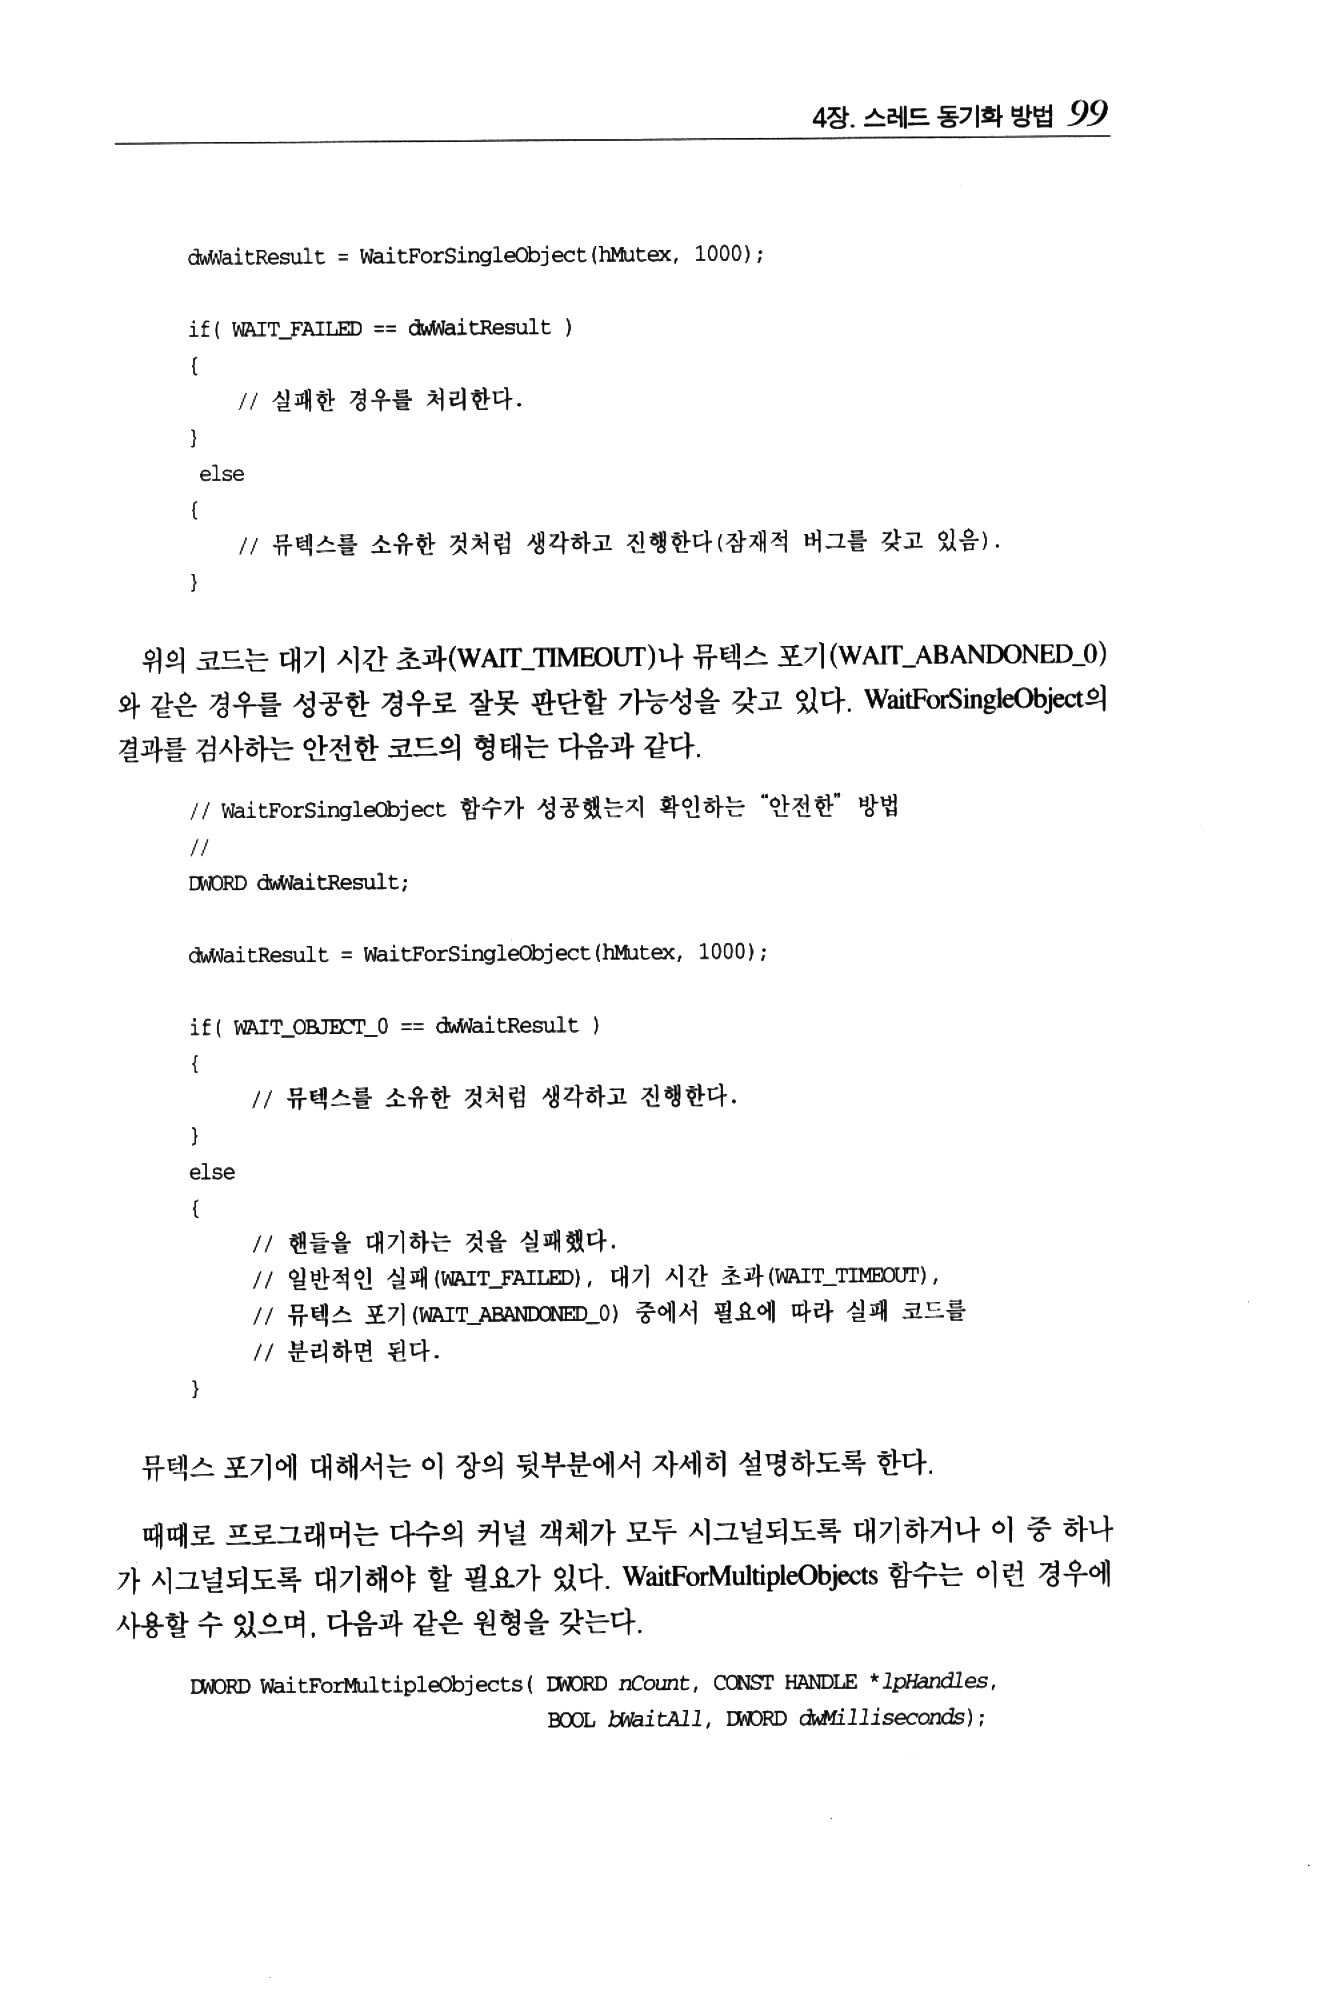 4장. 스레드 동기화 방법 99
dwWaitResult = WaitForSingleObject(hMutex, 1000);
if( WAIT_FAILED == dwWaitResult )
{
// 실패한 경우를 처리한다.
}
else
{
// 뮤텍스를 소유한 것처럼 생각하고 진행한다(잠재적 버그를 갖고 있음).
}
위의 코드는 대기 시간 초과(WAIT_TIMEOUT)나 뮤텍스 포기(WAIT_ABANDONED_0)
와 같은 경우를 성공한 경우로 잘못 판단할 가능성을 갖고 있다. WaitForSingleObject의
결과를 검사하는 안전한 코드의 형태는 다음과 같다.
// WaitForSingleObject 함수가 성공했는지 확인하는 “안전한” 방법
//
DWORD dwWaitResult;
dwWaitResult = WaitForSingleObject(hMutex, 1000);
if( WAIT_OBJECT_0 == dwWaitResult )
{
// 뮤텍스를 소유한 것처럼 생각하고 진행한다.
}
else
{
// 핸들을 대기하는 것을 실패했다.
// 일반적인 실패(WAIT_FAILED), 대기 시간 초과(WAIT_TIMEOUT),
// 뮤텍스 포기(WAIT_ABANDONED_0) 중에서 필요에 따라 실패 코드를
// 분리하면 된다.
}
뮤텍스 포기에 대해서는 이 장의 뒷부분에서 자세히 설명하도록 한다.
때때로 프로그래머는 다수의 커널 객체가 모두 시그널되도록 대기하거나 이 중 하나
가 시그널되도록 대기해야 할 필요가 있다. WaitForMultipleObjects 함수는 이런 경우에
사용할 수 있으며, 다음과 같은 원형을 갖는다.
DWORD WaitForMultipleObjects( DWORD nCount, CONST HANDLE *lpHandles,
BOOL bWaitAll, DWORD dwMilliseconds);